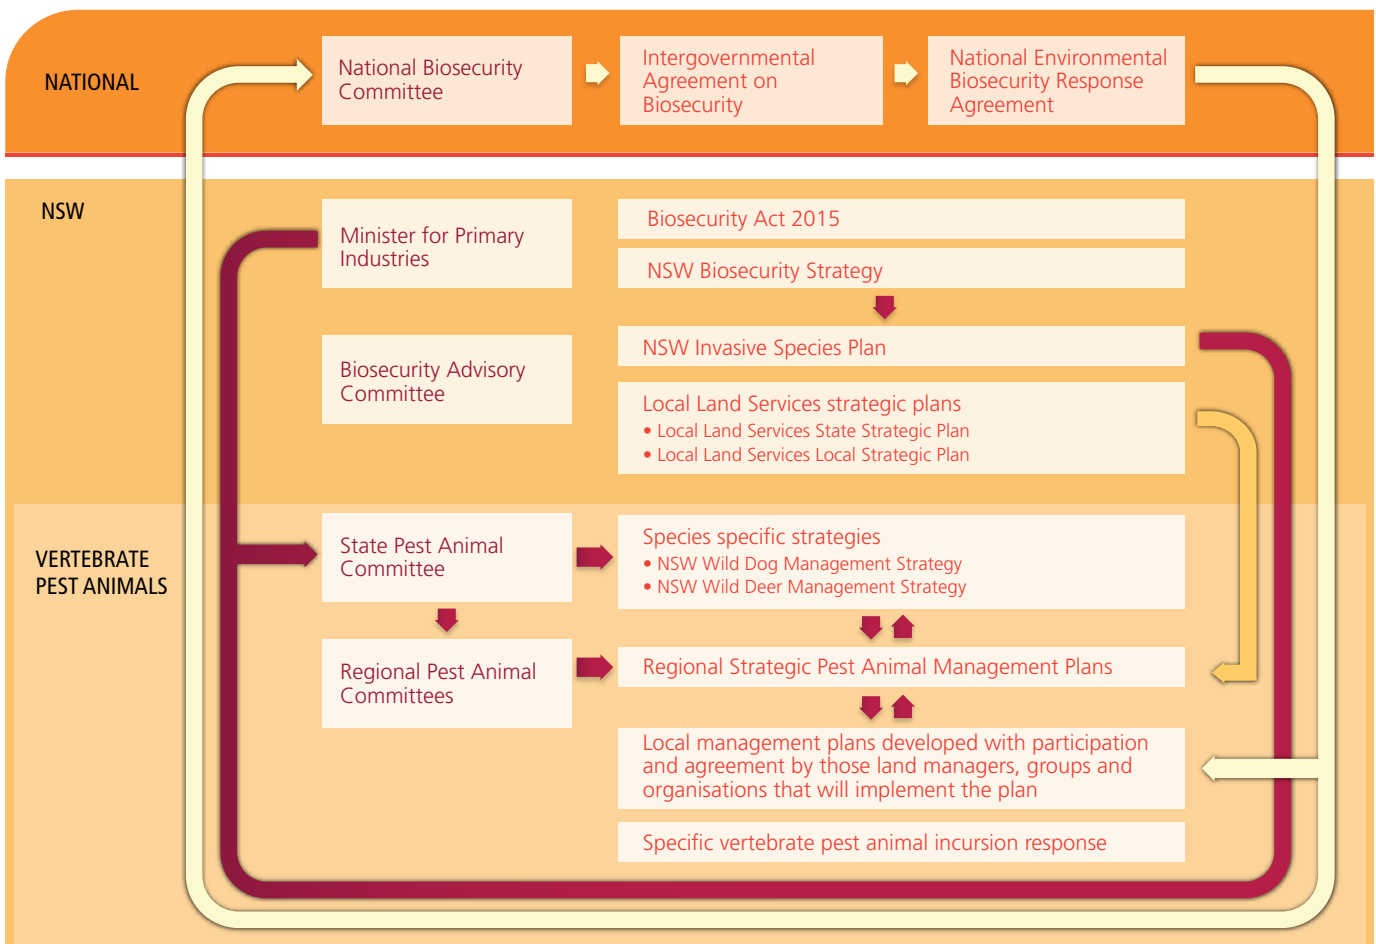 NATIONAL
National Biosecurity
Committee
Intergovernmental
Agreement on
Biosecurity
National Environmental
Biosecurity Response
Agreement
NSW
Minister for Primary
Industries
Biosecurity Act 2015
NSW Biosecurity Strategy
Biosecurity Advisory
Committee
NSW Invasive Species Plan
Local Land Services strategic plans
• Local Land Services State Strategic Plan
• Local Land Services Local Strategic Plan
VERTEBRATE
PEST ANIMALS
State Pest Animal
Committee
Species specific strategies
• NSW Wild Dog Management Strategy
• NSW Wild Deer Management Strategy
Regional Pest Animal
Committees
Regional Strategic Pest Animal Management Plans
Local management plans developed with participation
and agreement by those land managers, groups and
organisations that will implement the plan
Specific vertebrate pest animal incursion response